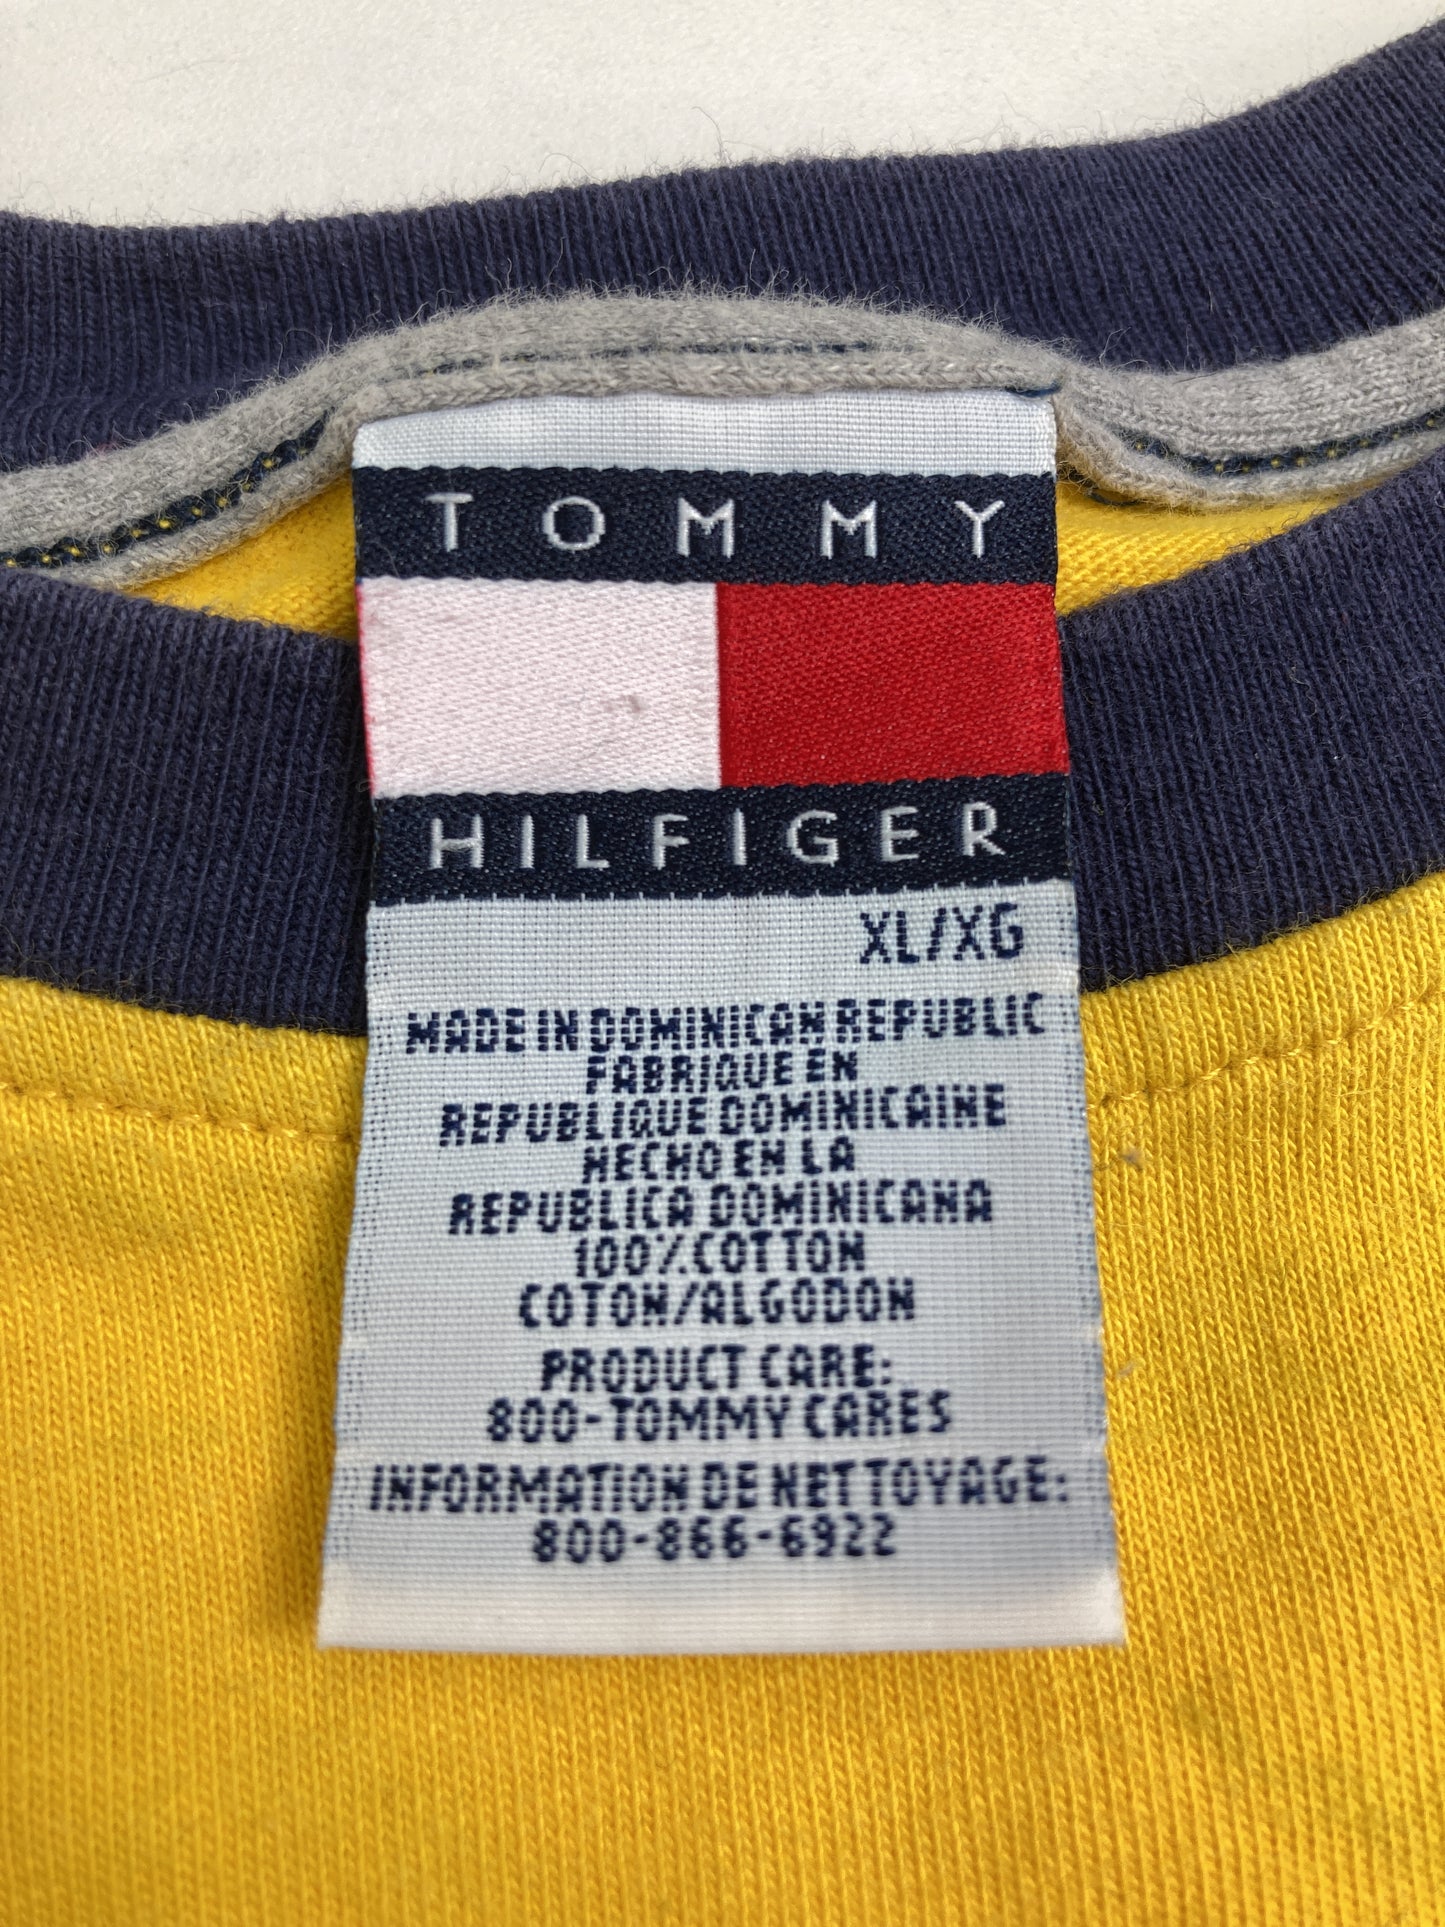 TOMMY
HILFIGER
XL/XG
MADE IN DOMINICAN REPUBLIC
FABRIQUE EN
REPUBLIQUE DOMINICAINE
HECHO EN LA
REPUBLICA DOMINICANA
100% COTTON
COTON/ALGODON
PRODUCT CARE:
800-TOMMY CARES
INFORMATION DE NETTOYAGE:
800-866-6922